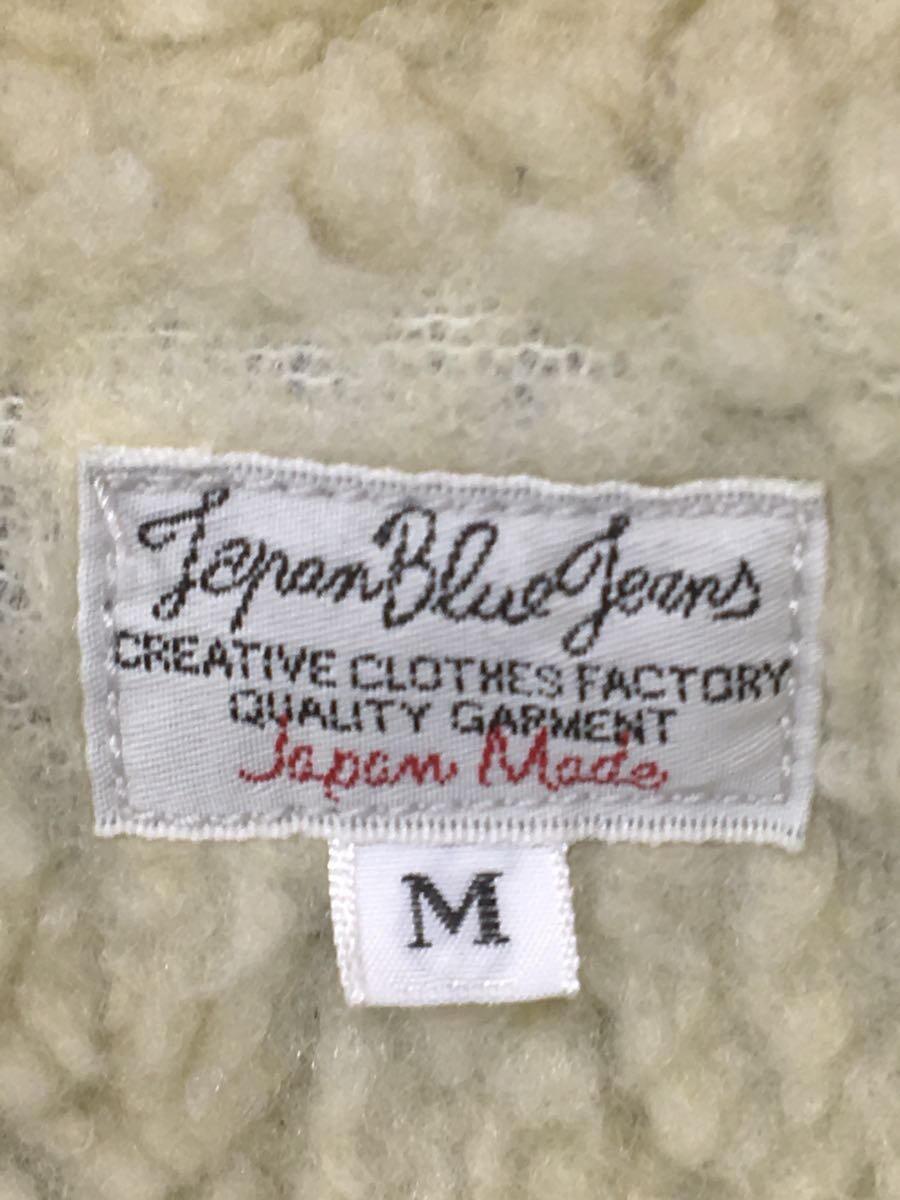 Japan Blue Jeans
CREATIVE CLOTHES FACTORY
QUALITY GARMENT
Japan Made
M